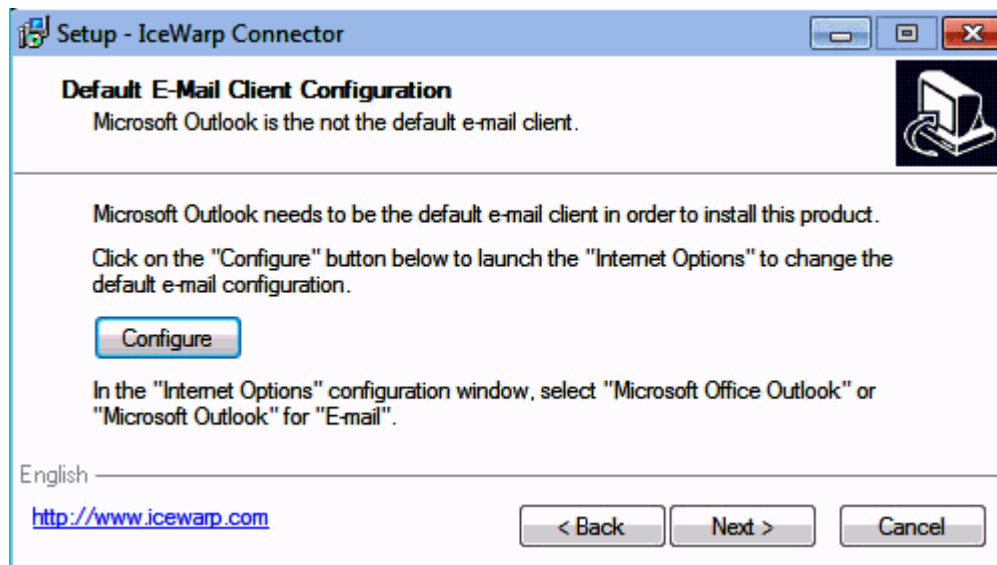 Setup - IceWarp Connector
Default E-Mail Client Configuration
Microsoft Outlook is the not the default e-mail client.
Microsoft Outlook needs to be the default e-mail client in order to install this product.
Click on the "Configure" button below to launch the "Internet Options" to change the
default e-mail configuration.
Configure
In the "Internet Options" configuration window, select "Microsoft Office Outlook" or
"Microsoft Outlook" for "E-mail".
English
http://www.icewarp.com
< Back
Next >
Cancel